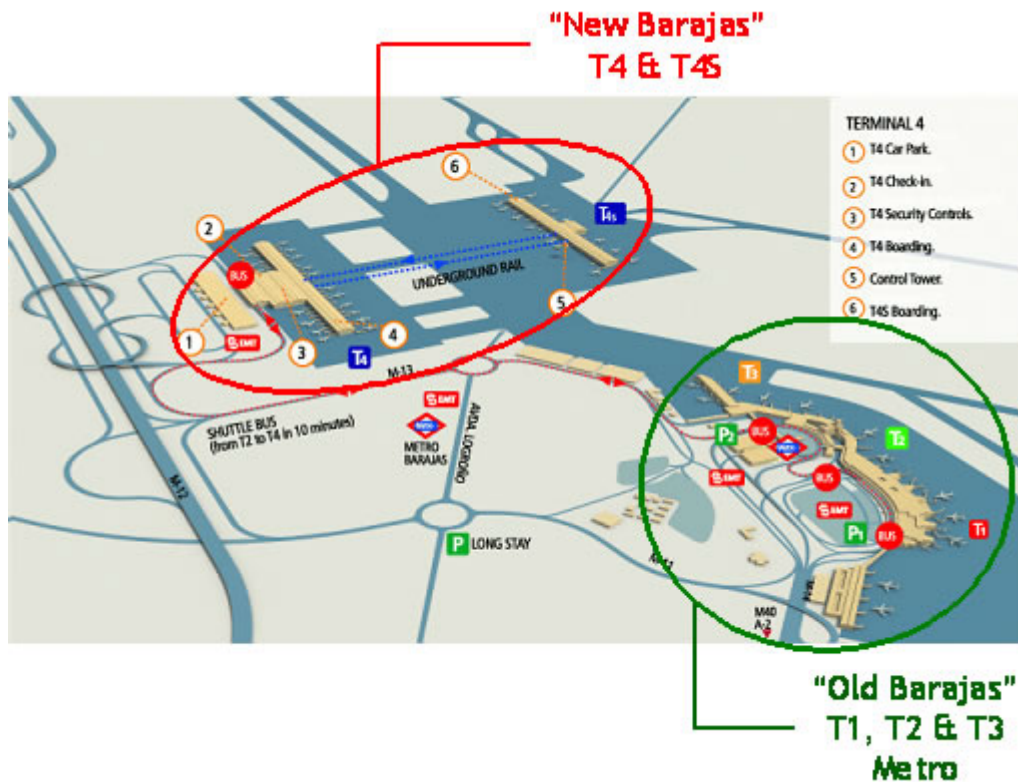 “New Barajas”
T4 & T4S
TERMINAL 4
1 T4 Car Park.
2 T4 Check-in.
3 T4 Security Controls.
4 T4 Boarding.
5 Control Tower.
6 T4S Boarding.
6
T4s
2
BUS
UNDERGROUND RAIL
5
1
EMT
3
T4
4
M-13
T3
SHUTTLE BUS
(from T2 to T4 in 10 minutes)
EMT
METRO
BARAJAS
AVDA. LOGROÑO
P2
BUS
T2
M-12
EMT
BUS
EMT
P1
BUS
T1
P LONG STAY
M-11
M-14
M40
A-2
“Old Barajas”
T1, T2 & T3
Metro